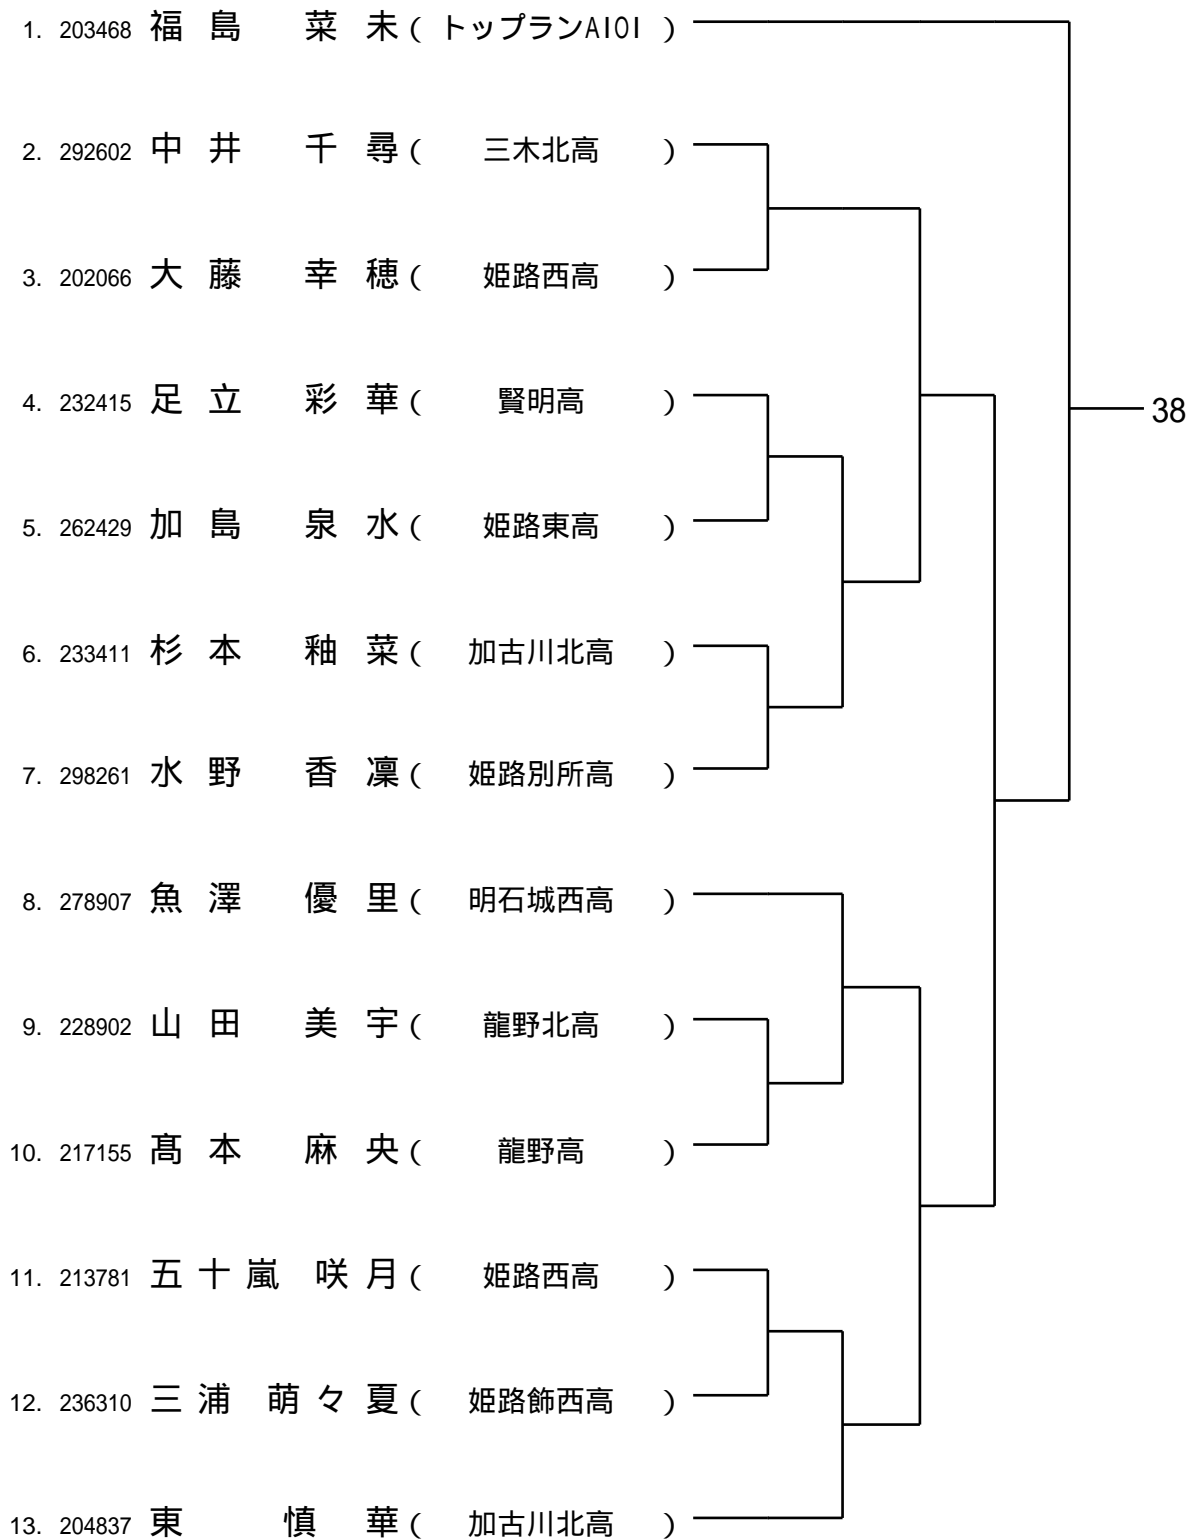 1. 203468 福島 菜未 ( トップランAIOI )
2. 292602 中井 千尋 ( 三木北高 )
3. 202066 大藤 幸穂 ( 姫路西高 )
4. 232415 足立 彩華 ( 賢明高 )
38
5. 262429 加島 泉水 ( 姫路東高 )
6. 233411 杉本 釉菜 ( 加古川北高 )
7. 298261 水野 香凜 ( 姫路別所高 )
8. 278907 魚澤 優里 ( 明石城西高 )
9. 228902 山田 美宇 ( 龍野北高 )
10. 217155 髙本 麻央 ( 龍野高 )
11. 213781 五十嵐 咲月 ( 姫路西高 )
12. 236310 三浦 萌々夏 ( 姫路飾西高 )
13. 204837 東 慎華 ( 加古川北高 )